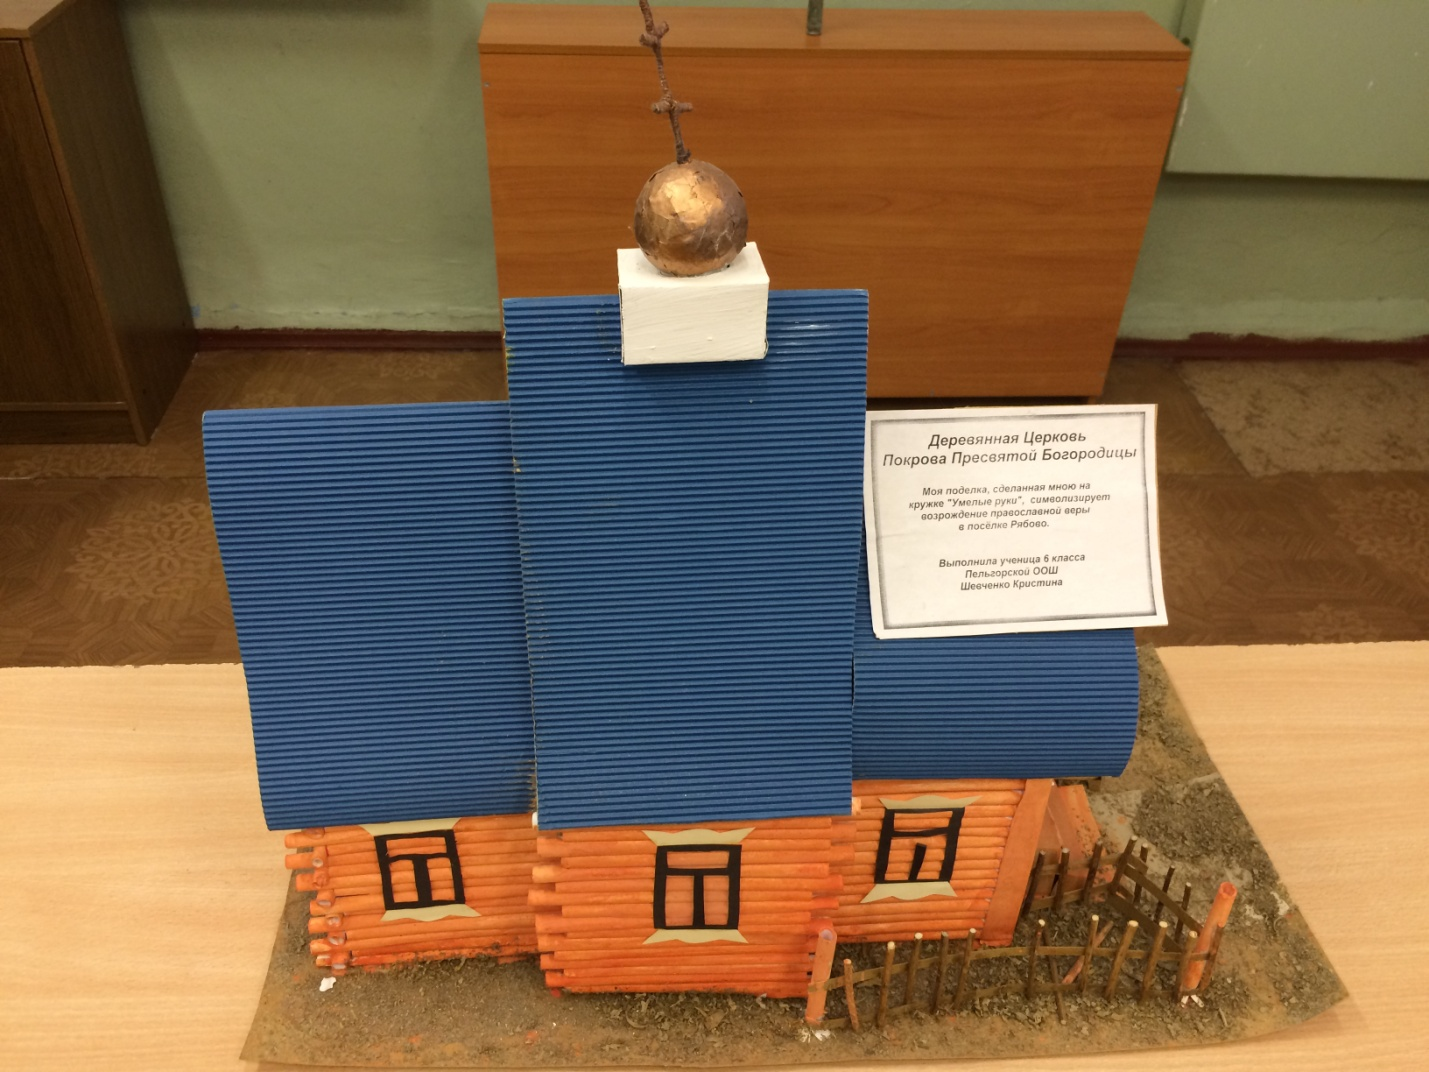 Деревянная Церковь
Покрова Пресвятой Богородицы
Моя поделка, сделанная мною на
кружке "Умелые руки", символизирует
возрождение православной веры
в посёлке Рябово.
Выполнила ученица 6 класса
Пельгорской ООШ
Шевченко Кристина